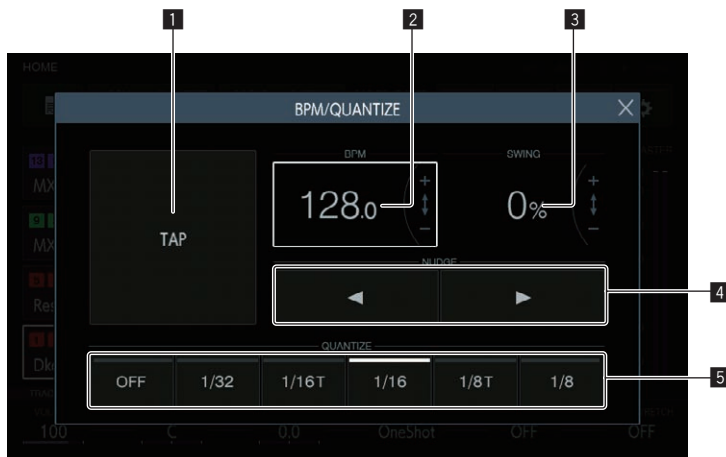 1 2 3
HOME
BPM/QUANTIZE
BPM SWING
128.0 0%
TAP
MX
9
MX
NUDGE
4
Res
QUANTIZE
OFF 1/32 1/16T 1/16 1/8T 1/8
5
100 C 0.0 OneShot OFF OFF